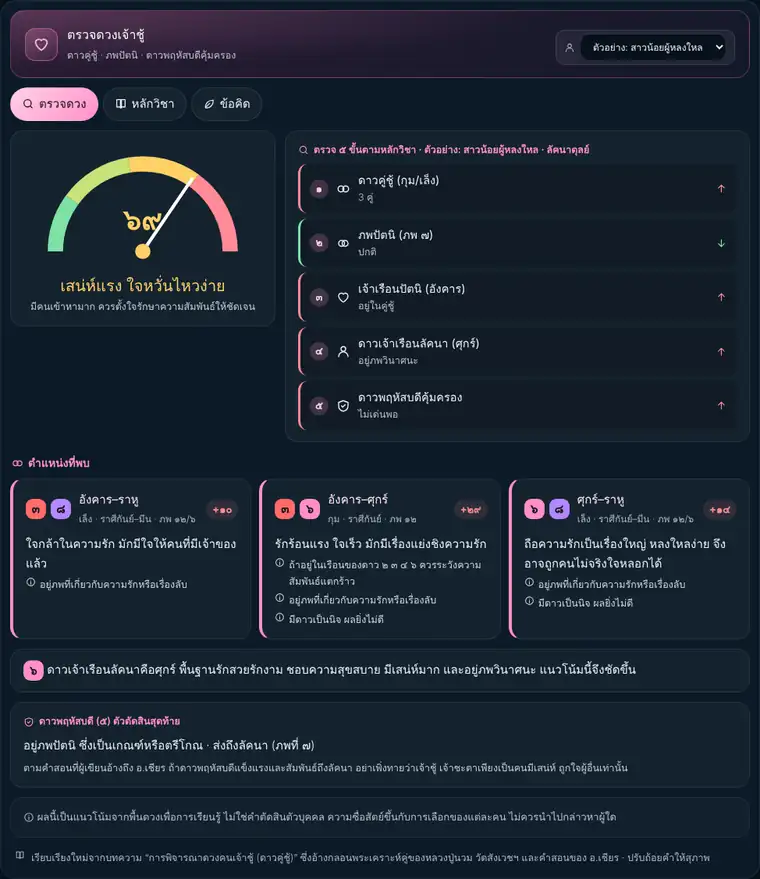 ตรวจดวงเจ้าชู้
ดาวคู่ชู้ · ภพปัตนิ · ดาวพฤหัสบดีคุ้มครอง
ตัวอย่าง: สาวน้อยผู้หลงใหล
ตรวจดวง
หลักวิชา
ข้อคิด
๖๙
เสน่ห์แรง ใจหวั่นไหวง่าย
มีคนเข้าหามาก ควรตั้งใจรักษาความสัมพันธ์ให้ชัดเจน
ตรวจ ๕ ชั้นตามหลักวิชา · ตัวอย่าง: สาวน้อยผู้หลงใหล · ลัคนาตุลย์
๑ ดาวคู่ชู้ (กุม/เล็ง) ↑
3 คู่
๒ ภพปัตนิ (ภพ ๗) ↓
ปกติ
๓ เจ้าเรือนปัตนิ (อังคาร) ↑
อยู่ในคู่ชู้
๔ ดาวเจ้าเรือนลัคนา (ศุกร์) ↑
อยู่ภพวินาศนะ
๕ ดาวพฤหัสบดีคุ้มครอง ↑
ไม่เด่นพอ
ตำแหน่งที่พบ
๓ ๘ อังคาร–ราหู +๑๐
เล็ง · ราศีกันย์–มีน · ภพ ๑๒/๖
ใจกล้าในความรัก มักมีใจให้คนที่มีเจ้าของ
แล้ว
อยู่ภพที่เกี่ยวกับความรักหรือเรื่องลับ
๓ ๖ อังคาร–ศุกร์ +๒๙
กุม · ราศีกันย์ · ภพ ๑๒
รักร้อนแรง ใจเร็ว มักมีเรื่องแย่งชิงความรัก
ถ้าอยู่ในเรือนของดาว ๒ ๓ ๔ ๖ ควรระวังความ
สัมพันธ์แตกร้าว
อยู่ภพที่เกี่ยวกับความรักหรือเรื่องลับ
มีดาวเป็นนิจ ผลยิ่งไม่ดี
๖ ๘ ศุกร์–ราหู +๑๔
เล็ง · ราศีกันย์–มีน · ภพ ๑๒/๖
ถือความรักเป็นเรื่องใหญ่ หลงใหลง่าย จึง
อาจถูกคนไม่จริงใจหลอกได้
อยู่ภพที่เกี่ยวกับความรักหรือเรื่องลับ
มีดาวเป็นนิจ ผลยิ่งไม่ดี
๖ ดาวเจ้าเรือนลัคนาคือศุกร์ พื้นฐานรักสวยรักงาม ชอบความสุขสบาย มีเสน่ห์มาก และอยู่ภพวินาศนะ แนวโน้มนี้จึงชัดขึ้น
ดาวพฤหัสบดี (๕) ตัวตัดสินสุดท้าย
อยู่ภพปัตนิ ซึ่งเป็นเกณฑ์หรือตรีโกณ · ส่งถึงลัคนา (ภพที่ ๗)
ตามคำสอนที่ผู้เขียนอ้างถึง อ.เชียร ถ้าดาวพฤหัสบดีแข็งแรงและสัมพันธ์ถึงลัคนา อย่าเพิ่งทายว่าเจ้าชู้ เจ้าชะตาเพียงเป็นคนมีเสน่ห์ ถูกใจผู้อื่นเท่านั้น
ผลนี้เป็นแนวโน้มจากพื้นดวงเพื่อการเรียนรู้ ไม่ใช่คำตัดสินตัวบุคคล ความซื่อสัตย์ขึ้นกับการเลือกของแต่ละคน ไม่ควรนำไปกล่าวหาผู้ใด
เรียบเรียงใหม่จากบทความ "การพิจารณาดวงคนเจ้าชู้ (ดาวคู่ชู้)" ซึ่งอ้างกลอนพระเคราะห์คู่ของหลวงปู่นวม วัดสังเวชฯ และคำสอนของ อ.เชียร · ปรับถ้อยคำให้สุภาพ